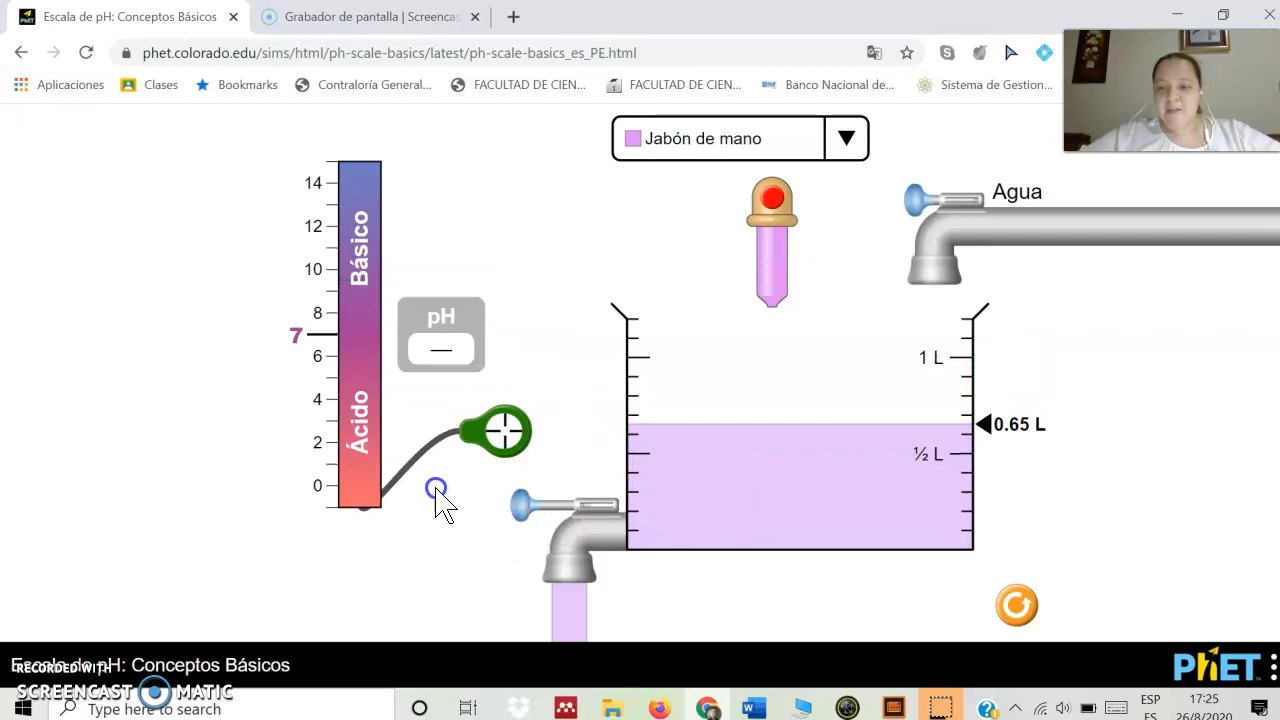 Escala de pH: Conceptos Básicos
Grabador de pantalla | Screencas
phet.colorado.edu/sims/html/ph-scale-basics/latest/ph-scale-basics_es_PE.html
Aplicaciones
Clases
Bookmarks
Contraloría General...
FACULTAD DE CIEN...
FACULTAD DE CIEN...
BNF
Banco Nacional de...
Sistema de Gestion...
Jabón de mano
Agua
14
12
10
8
7
6
4
2
0
Básico
Ácido
pH
—
1 L
½ L
0.65 L
Escala de pH: Conceptos Básicos
RECORDED WITH
SCREENCAST MATIC
PhET
Type here to search
ESP
ES
17:25
26/8/2020